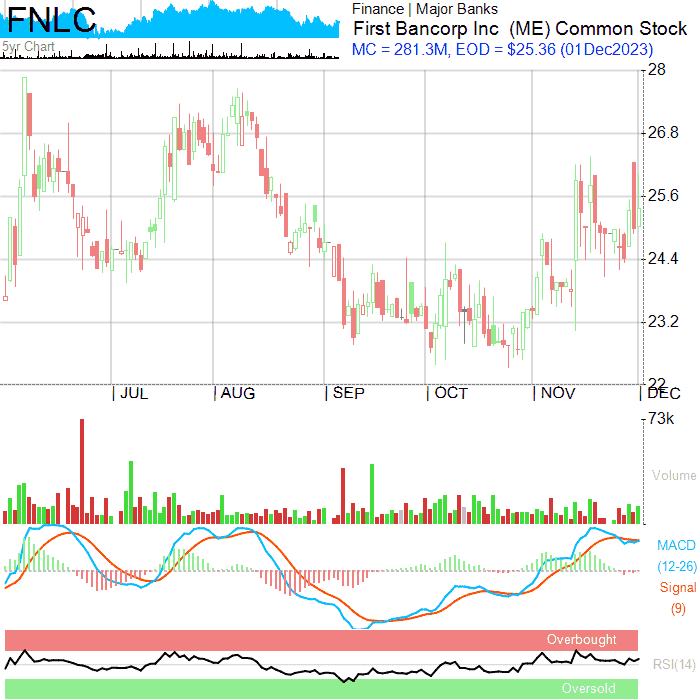 FNLC
5yr Chart
Finance | Major Banks
First Bancorp Inc (ME) Common Stock
MC = 281.3M, EOD = $25.36 (01Dec2023)
28
26.8
25.6
24.4
23.2
22
| JUL | AUG | SEP | OCT | NOV | DEC
73k
Volume
MACD
(12-26)
Signal
(9)
Overbought
RSI(14)
Oversold